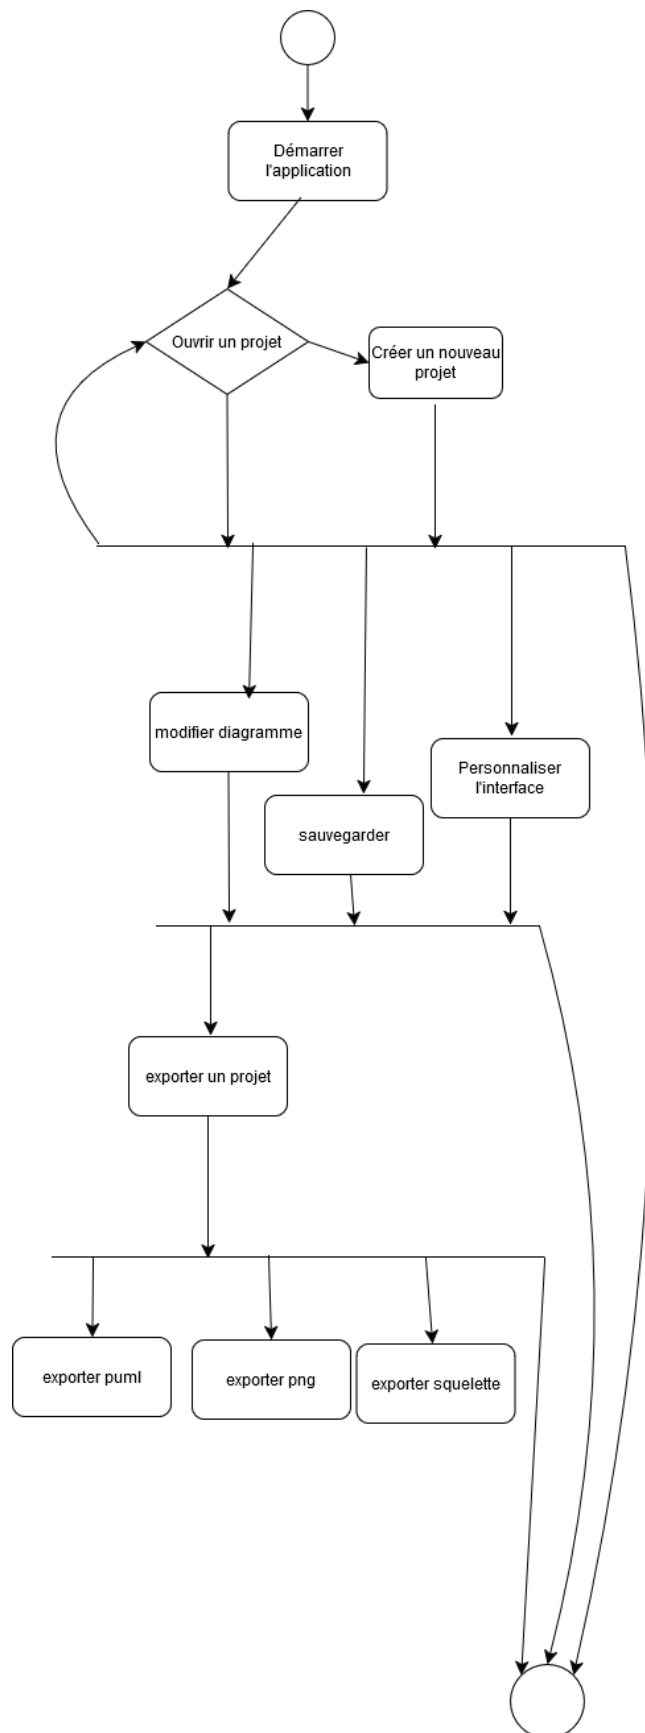 Démarrer
l'application
Ouvrir un projet
Créer un nouveau
projet
modifier diagramme
Personnaliser
l'interface
sauvegarder
exporter un projet
exporter puml
exporter png
exporter squelette